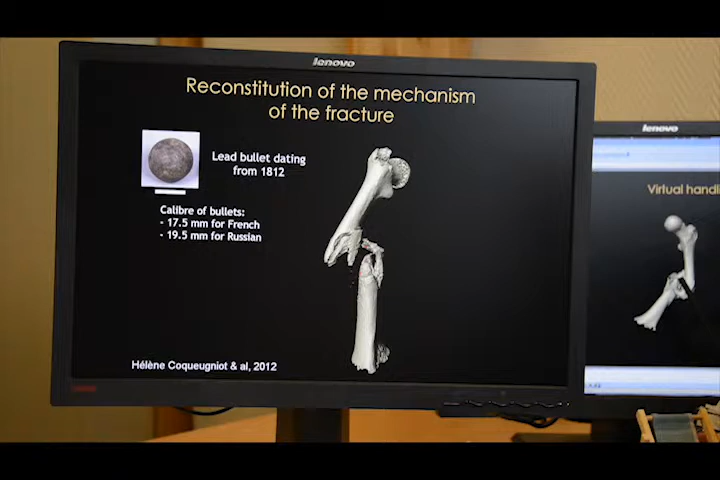 lenovo
Reconstitution of the mechanism
of the fracture
Lead bullet dating
from 1812
Calibre of bullets:
- 17.5 mm for French
- 19.5 mm for Russian
Hélène Coqueugniot & al, 2012
lenovo
Virtual handli